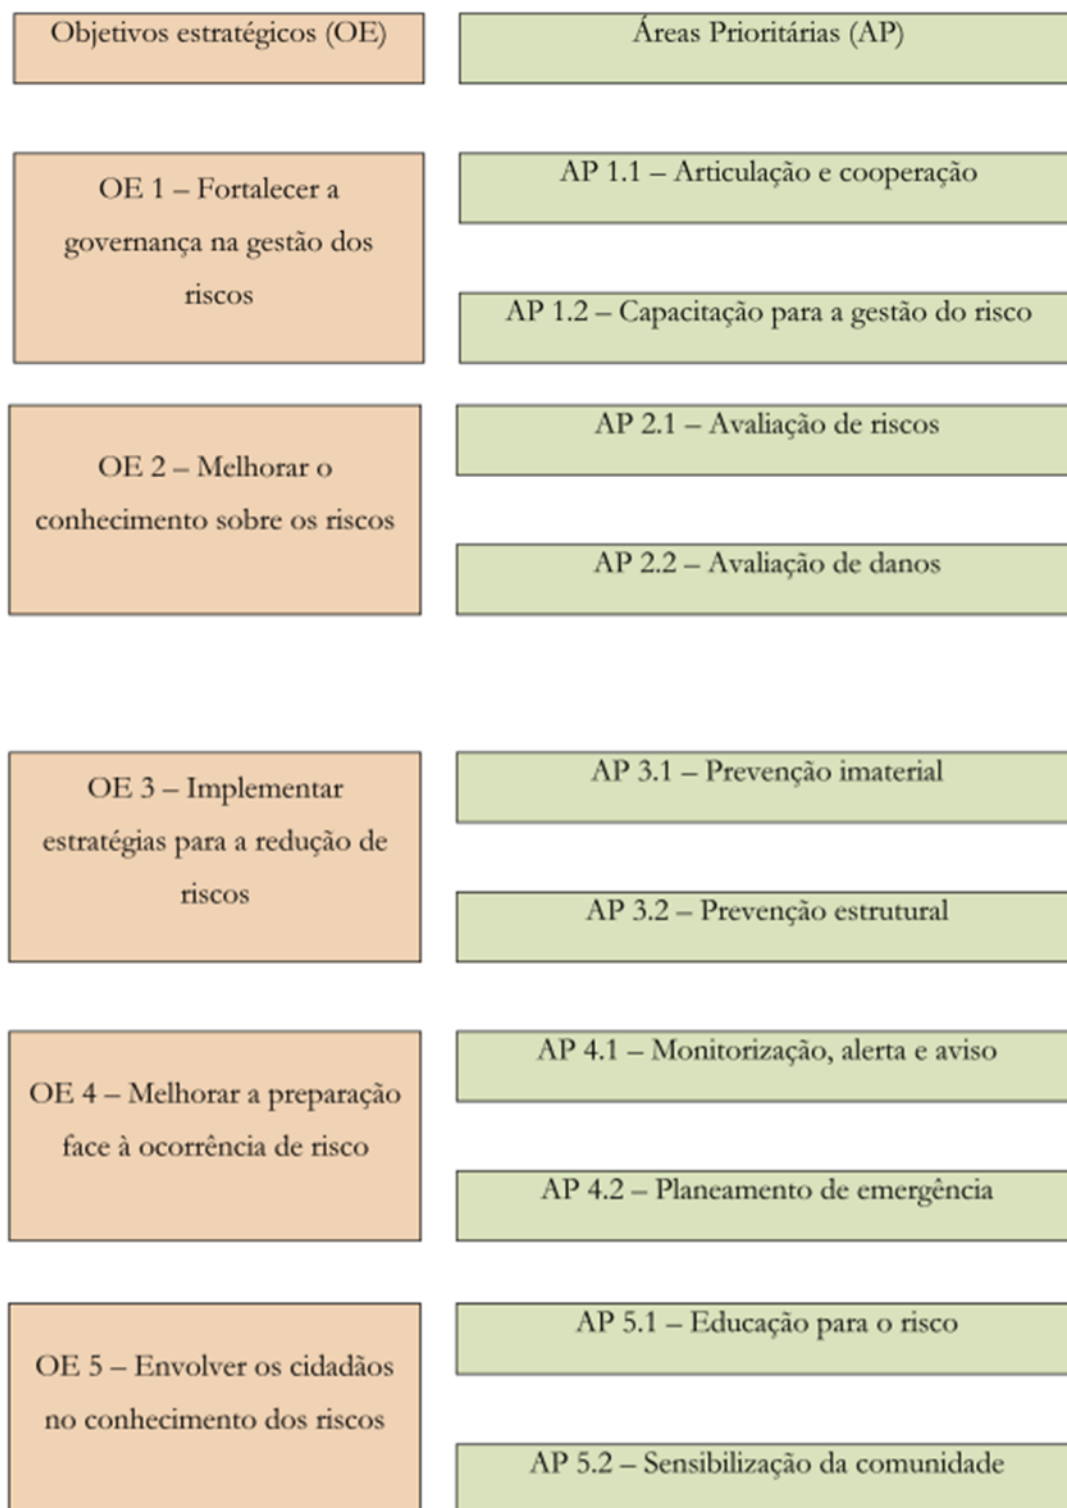 Objetivos estratégicos (OE)
Áreas Prioritárias (AP)
OE 1 – Fortalecer a
governança na gestão dos
riscos
AP 1.1 – Articulação e cooperação
AP 1.2 – Capacitação para a gestão do risco
OE 2 – Melhorar o
conhecimento sobre os riscos
AP 2.1 – Avaliação de riscos
AP 2.2 – Avaliação de danos
OE 3 – Implementar
estratégias para a redução de
riscos
AP 3.1 – Prevenção imaterial
AP 3.2 – Prevenção estrutural
OE 4 – Melhorar a preparação
face à ocorrência de risco
AP 4.1 – Monitorização, alerta e aviso
AP 4.2 – Planeamento de emergência
OE 5 – Envolver os cidadãos
no conhecimento dos riscos
AP 5.1 – Educação para o risco
AP 5.2 – Sensibilização da comunidade